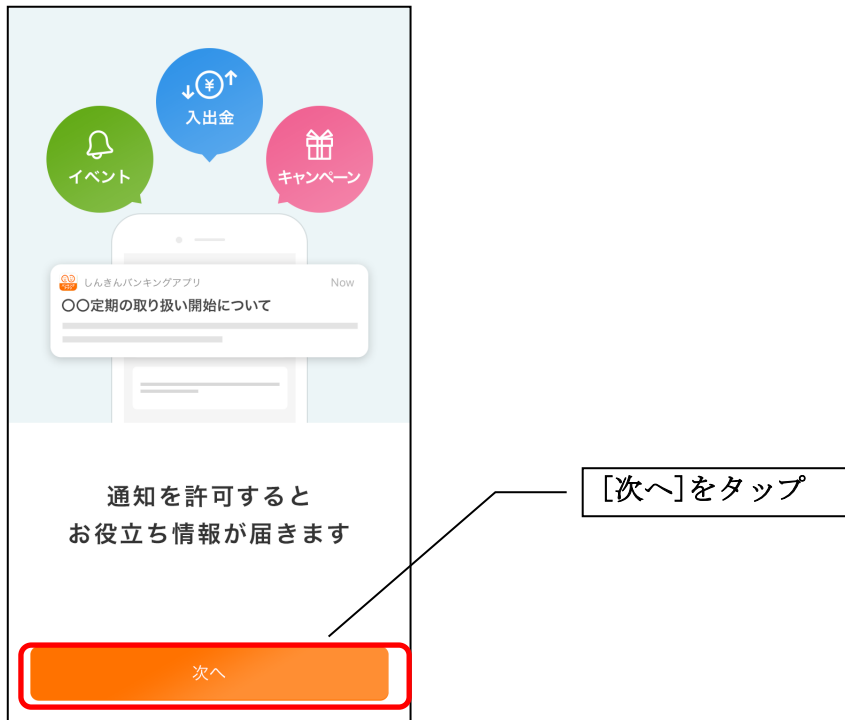 入出金
イベント
キャンペーン
しんきんバンキングアプリ Now
〇〇定期の取り扱い開始について
通知を許可すると
お役立ち情報が届きます
[次へ]をタップ
次へ